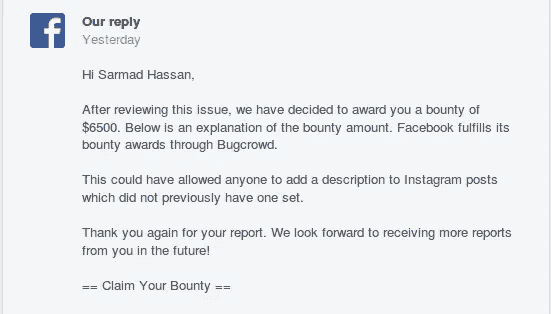 Our reply
Yesterday
Hi Sarmad Hassan,
After reviewing this issue, we have decided to award you a bounty of
$6500. Below is an explanation of the bounty amount. Facebook fulfills its
bounty awards through Bugcrowd.
This could have allowed anyone to add a description to Instagram posts
which did not previously have one set.
Thank you again for your report. We look forward to receiving more reports
from you in the future!
== Claim Your Bounty ==